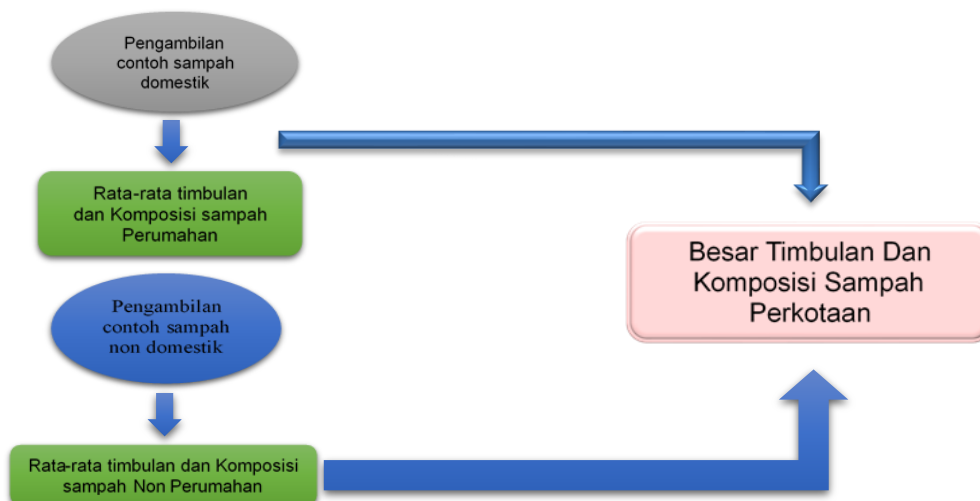 Pengambilan
contoh sampah
domestik
Rata-rata timbulan
dan Komposisi sampah
Perumahan
Besar Timbulan Dan
Komposisi Sampah
Perkotaan
Pengambilan
contoh sampah
non domestik
Rata-rata timbulan dan Komposisi
sampah Non Perumahan